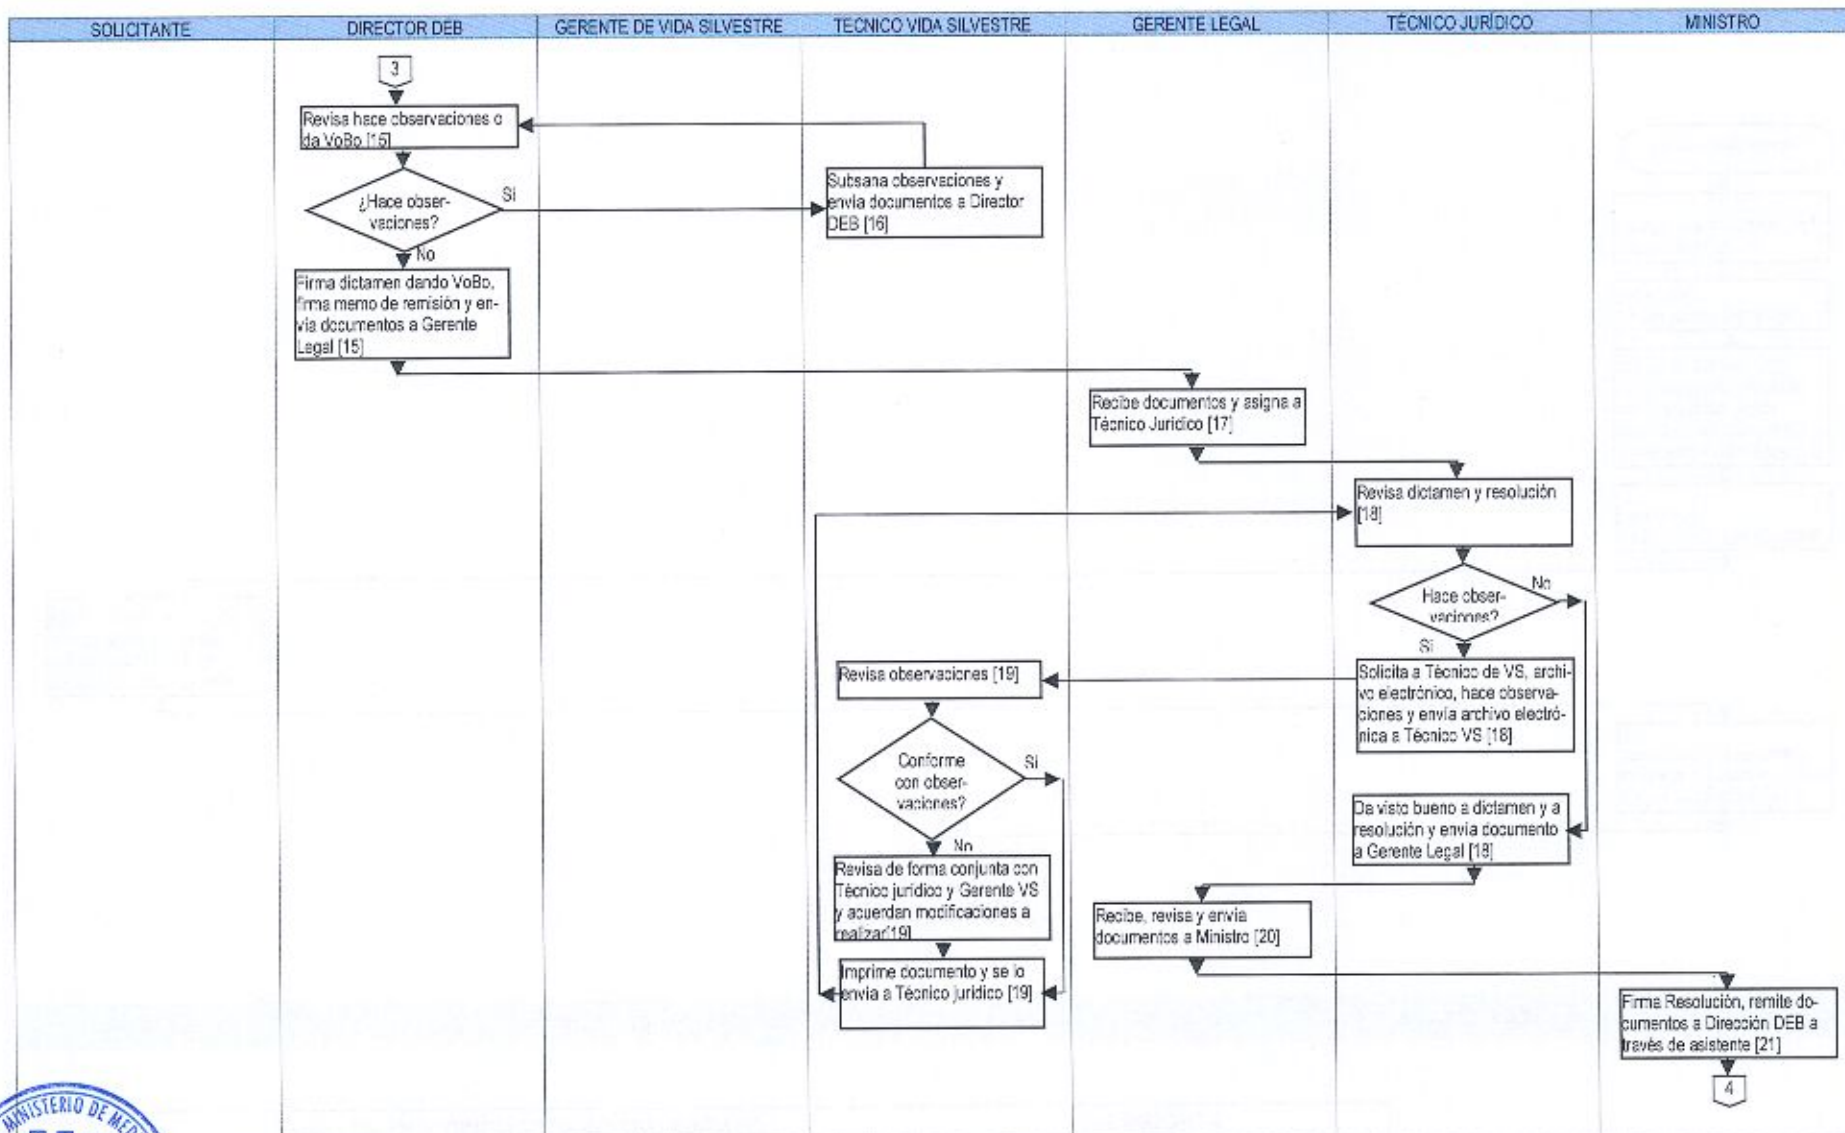 SOLICITANTE
DIRECTOR DEB
GERENTE DE VIDA SILVESTRE
TECNICO VIDA SILVESTRE
GERENTE LEGAL
TÉCNICO JURÍDICO
MINISTRO
3
Revisa hace observaciones o
da VoBo [15]
¿Hace obser-
vaciones?
Si
No
Subsana observaciones y
envia documentos a Director
DEB [16]
Firma dictamen dando VoBo,
firma memo de remisión y en-
vía documentos a Gerente
Legal [15]
Recibe documentos y asigna a
Técnico Jurídico [17]
Revisa dictamen y resolución
[18]
Hace obser-
vaciones?
No
Si
Solicita a Técnico de VS, archi-
vo electrónico, hace observa-
ciones y envía archivo electró-
nica a Técnico VS [18]
Revisa observaciones [19]
Conforme
con obser-
vaciones?
Si
No
Revisa de forma conjunta con
Técnico jurídico y Gerente VS
y acuerdan modificaciones a
realizar[19]
Imprime documento y se lo
envia a Técnico jurídico [19]
Da visto bueno a dictamen y a
resolución y envia documento
a Gerente Legal [18]
Recibe, revisa y envia
documentos a Ministro [20]
Firma Resolución, remite do-
cumentos a Dirección DEB a
través de asistente [21]
4
MINISTERIO DE